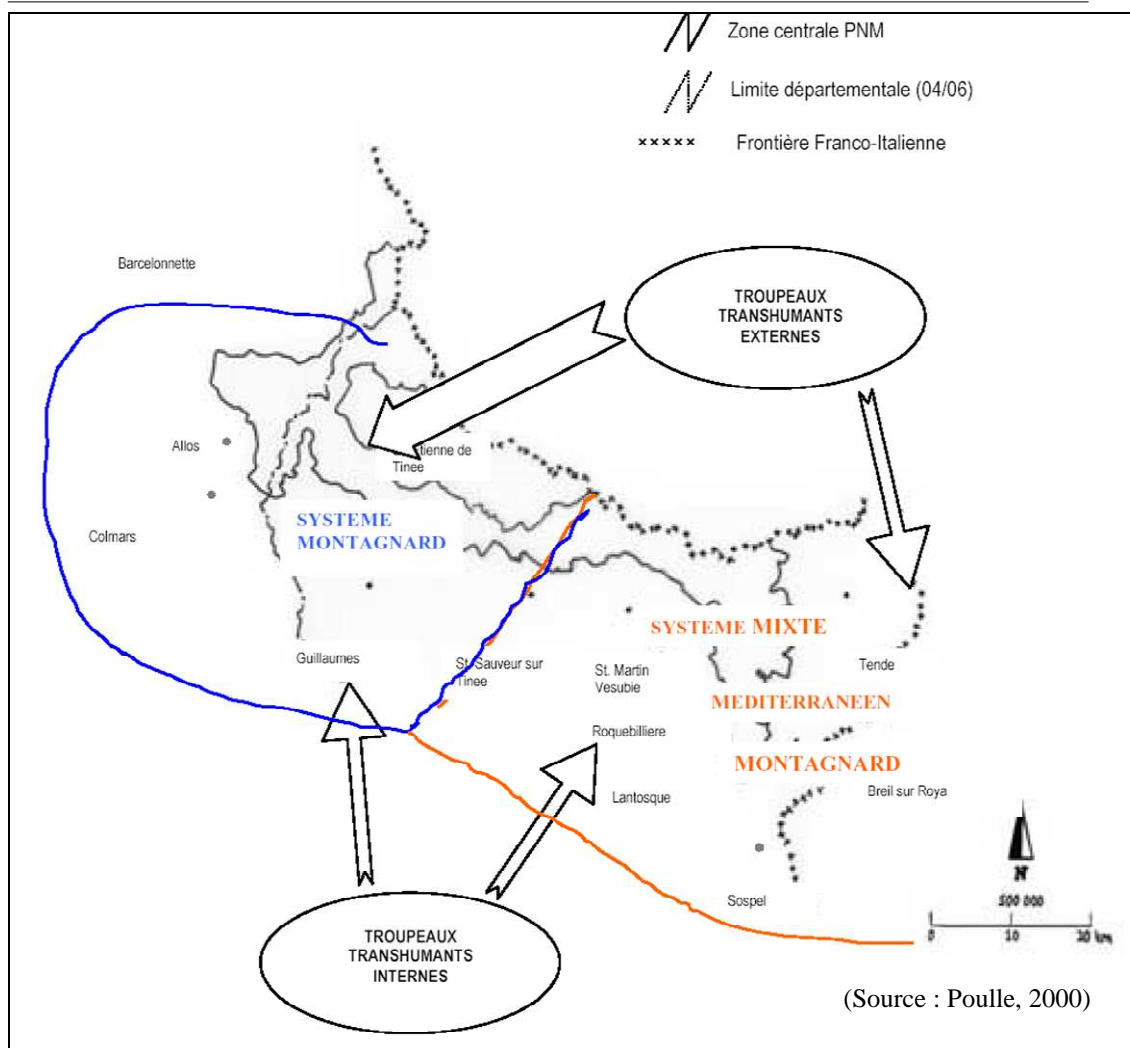 Zone centrale PNM
Limite départementale (04/06)
Frontière Franco-Italienne
Barcelonnette
TROUPEAUX
TRANSHUMANTS
EXTERNES
Allos
tienne de
Tinee
SYSTEME
MONTAGNARD
Colmars
SYSTEME MIXTE
Guillaumes
St. Sauveur sur
Tinee
St. Martin
Vesubie
Tende
MEDITERRANEEN
Roquebilliere
MONTAGNARD
Breil sur Roya
Lantosque
N
Sospel
0 10 20 km
TROUPEAUX
TRANSHUMANTS
INTERNES
(Source : Poulle, 2000)